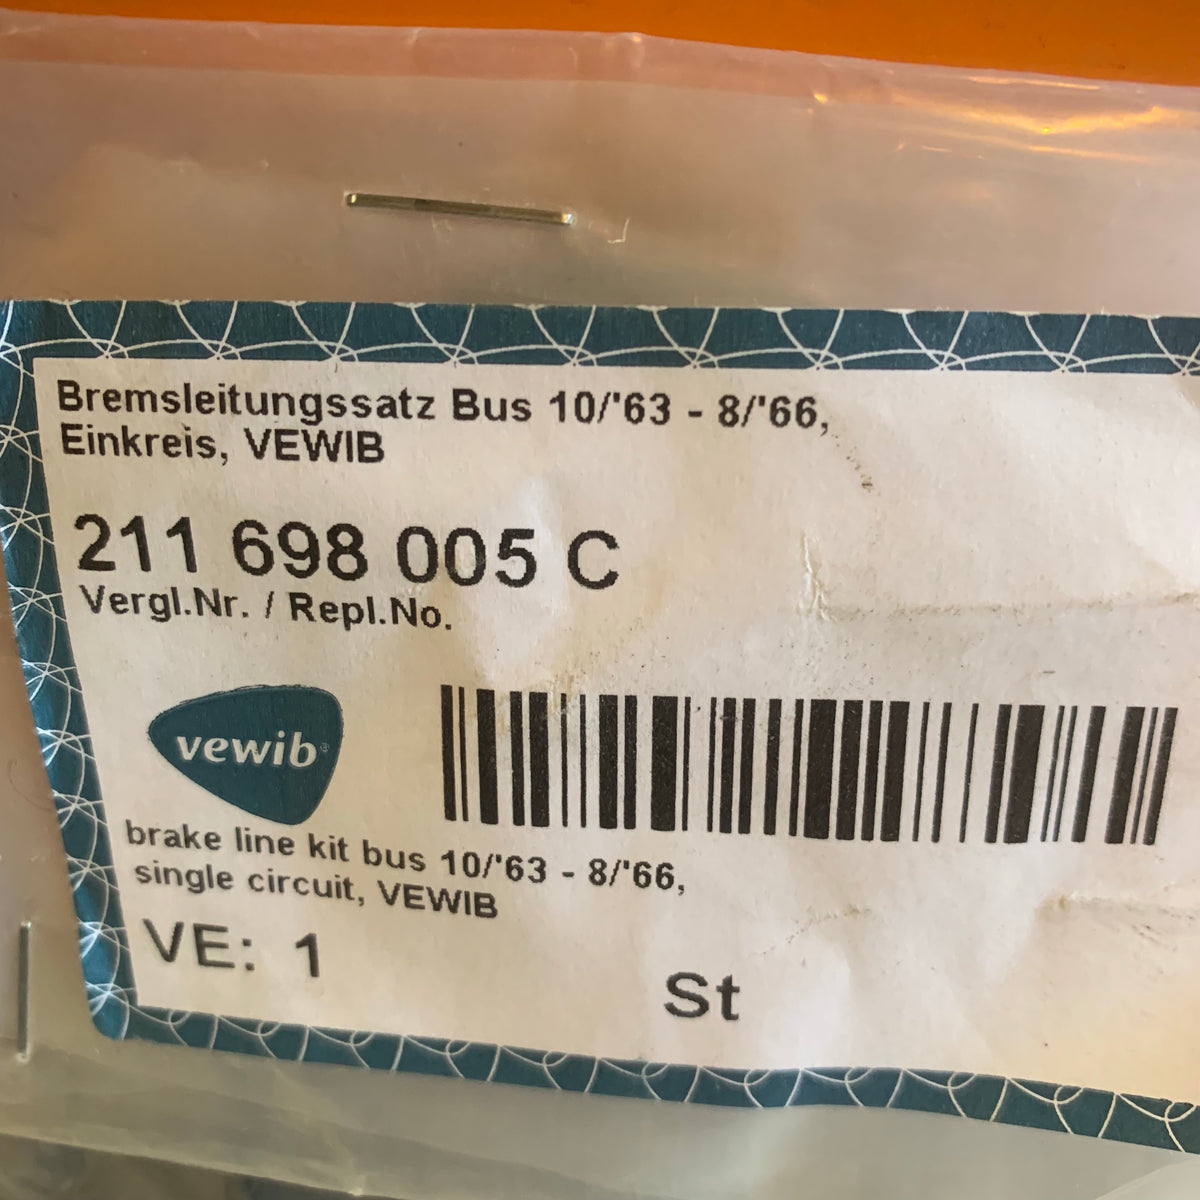 Bremsleitungssatz Bus 10/'63 - 8/'66,
Einkreis, VEWIB
211 698 005 C
Vergl.Nr. / Repl.No.
vewib®
brake line kit bus 10/'63 - 8/'66,
single circuit, VEWIB
VE: 1
St